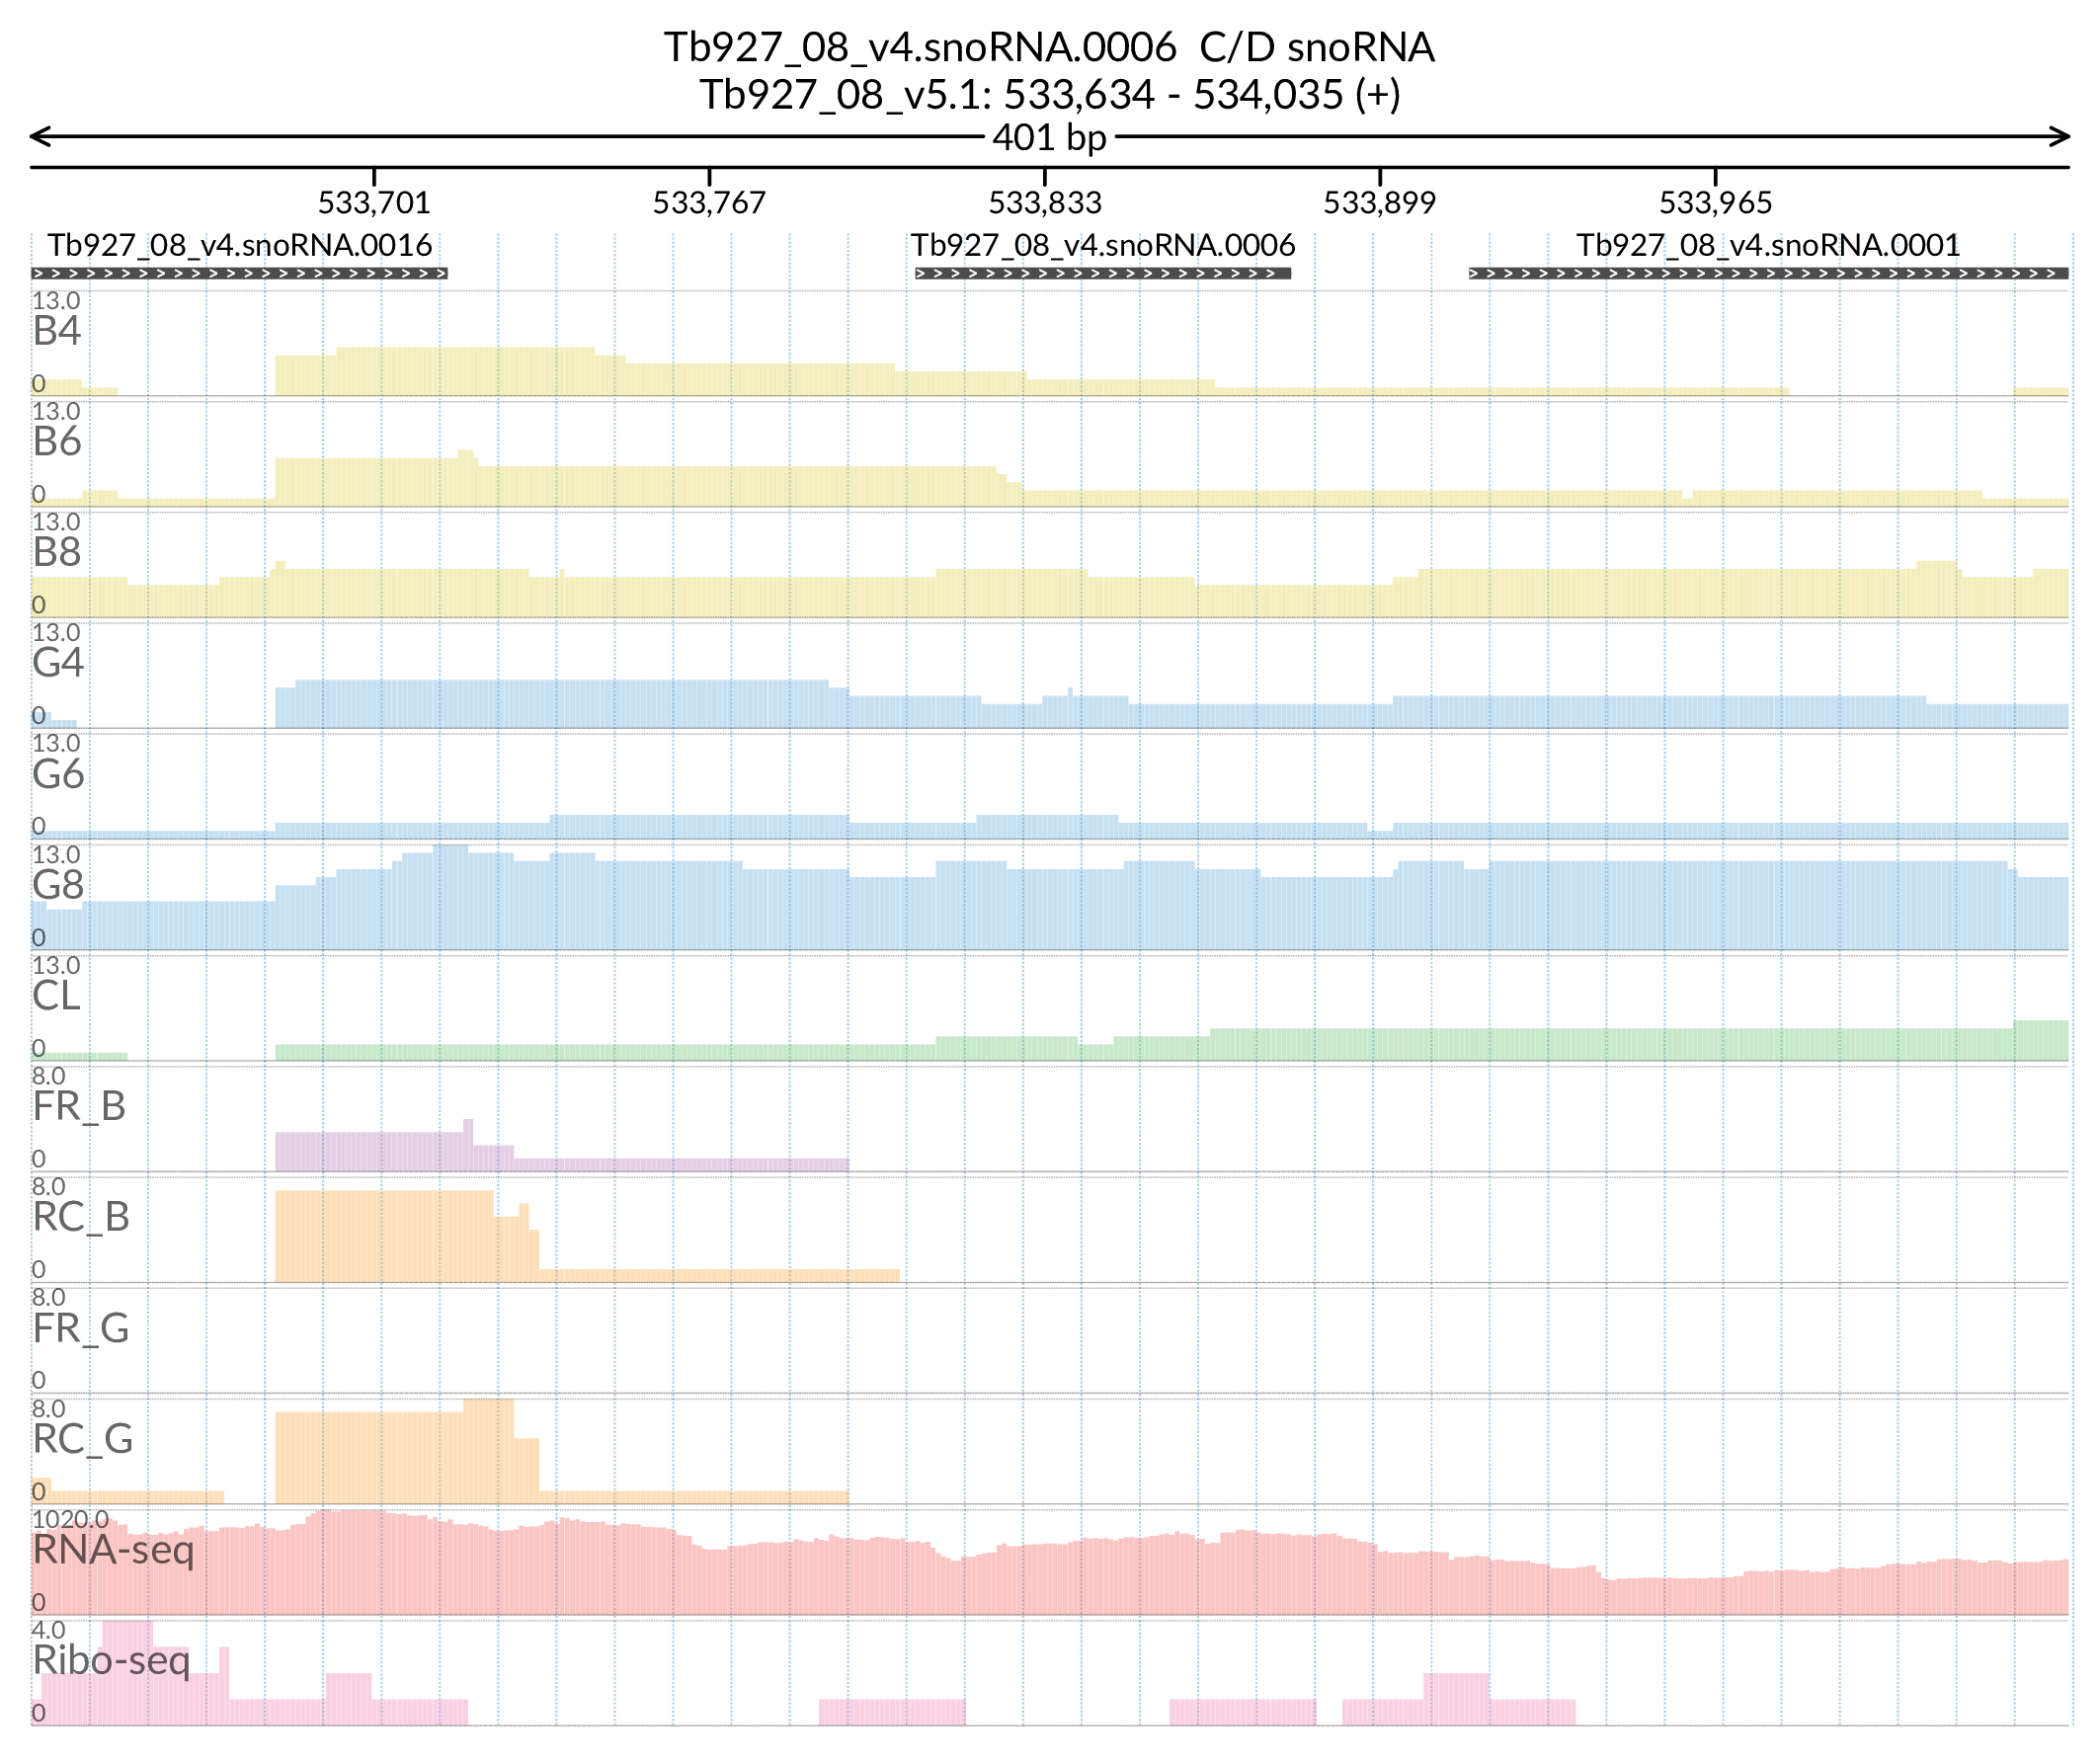 Tb927_08_v4.snoRNA.0006 C/D snoRNA
Tb927_08_v5.1: 533,634 - 534,035 (+)
401 bp
533,701 533,767 533,833 533,899 533,965
Tb927_08_v4.snoRNA.0016 Tb927_08_v4.snoRNA.0006 Tb927_08_v4.snoRNA.0001
13.0
B4
0
13.0
B6
0
13.0
B8
0
13.0
G4
0
13.0
G6
0
13.0
G8
0
13.0
CL
0
8.0
FR_B
0
8.0
RC_B
0
8.0
FR_G
0
8.0
RC_G
0
1020.0
RNA-seq
0
4.0
Ribo-seq
0